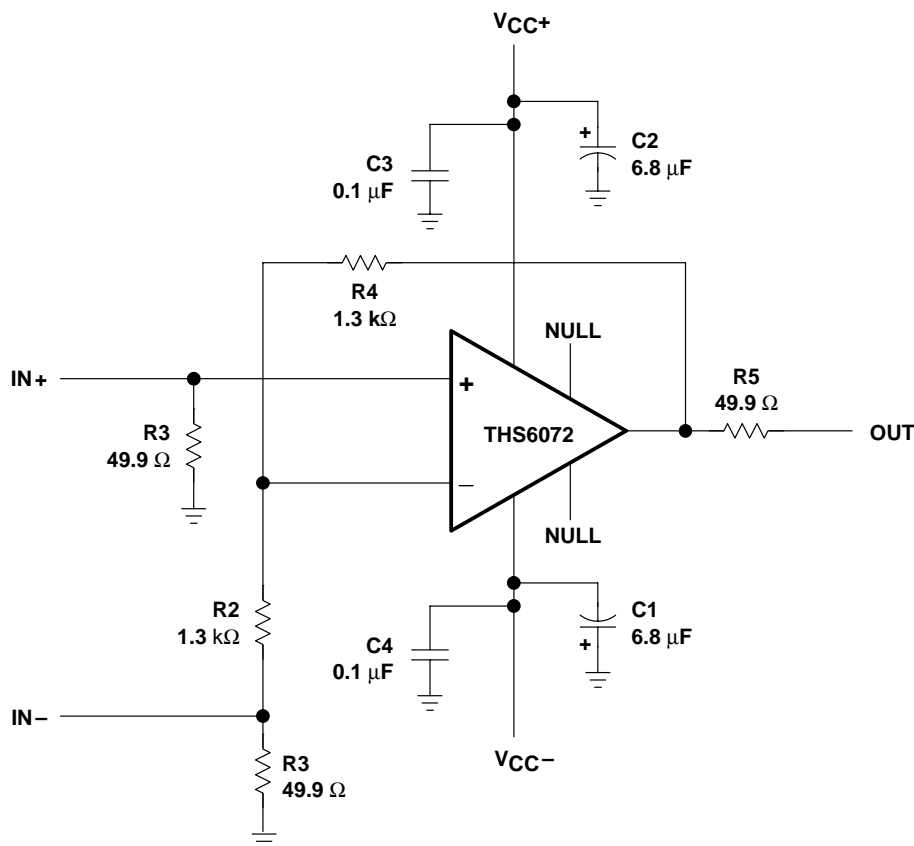 VCC+
C2
6.8 μF
+
C3
0.1 μF
R4
1.3 kΩ
NULL
IN+
+
R5
49.9 Ω
R3
49.9 Ω
THS6072
OUT
−
NULL
R2
1.3 kΩ
C1
6.8 μF
+
C4
0.1 μF
IN−
VCC−
R3
49.9 Ω